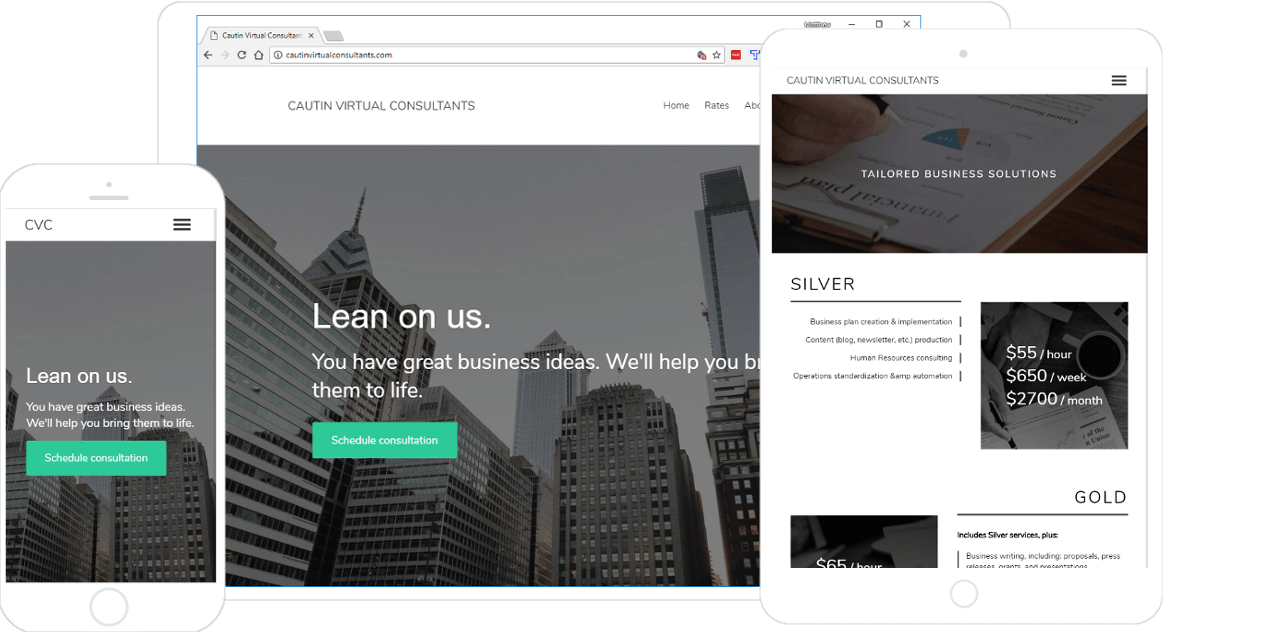 CVC
Lean on us.
You have great business ideas.
We'll help you bring them to life.
Schedule consultation
Matthew
Cautin Virtual Consultan
cautinvirtualconsultants.com
CAUTIN VIRTUAL CONSULTANTS
Home Rates
Lean on us.
You have great business ideas. We'll help you
them to life.
Schedule consultation
CAUTIN VIRTUAL CONSULTANTS
TAILORED BUSINESS SOLUTIONS
Financial plan
SILVER
Business plan creation & implementation
Content (blog, newsletter, etc.) production
Human Resources consulting
Operations standardization &amp automation
$55 / hour
$650 / week
$2700 / month
GOLD
Includes Silver services, plus:
Business writing, including: proposals, press
releases, grants, and presentations
$65 / hour